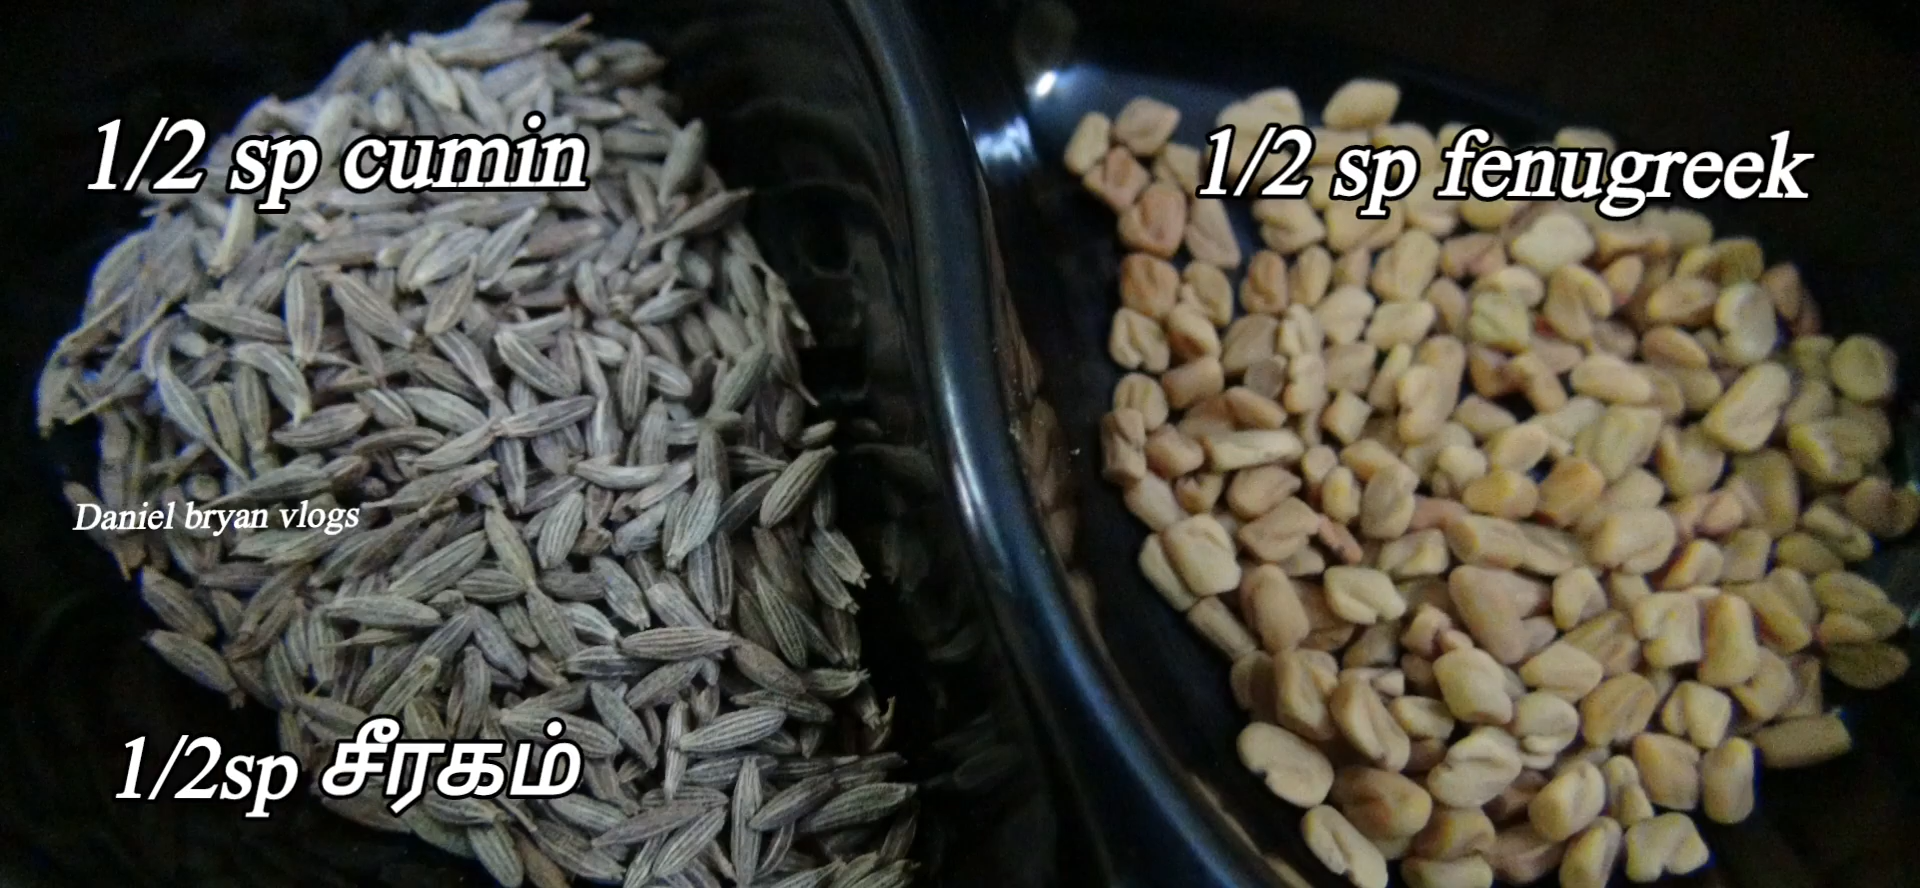 1/2 sp cumin
1/2 sp fenugreek
Daniel bryan vlogs
1/2sp சீரகம்